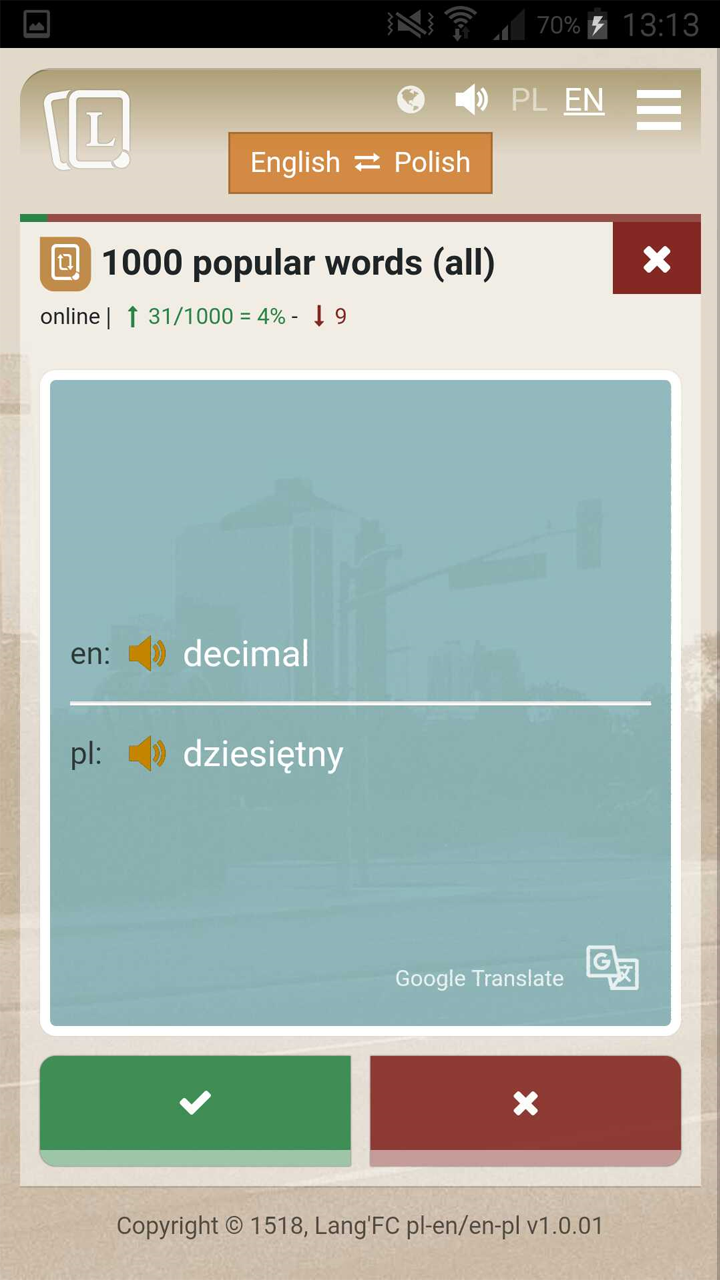 70% 13:13
L
PL EN
English ⇄ Polish
1000 popular words (all)
online | ↑ 31/1000 = 4% - ↓ 9
en: decimal
pl: dziesiętny
Google Translate G 文
Copyright © 1518, Lang'FC pl-en/en-pl v1.0.01